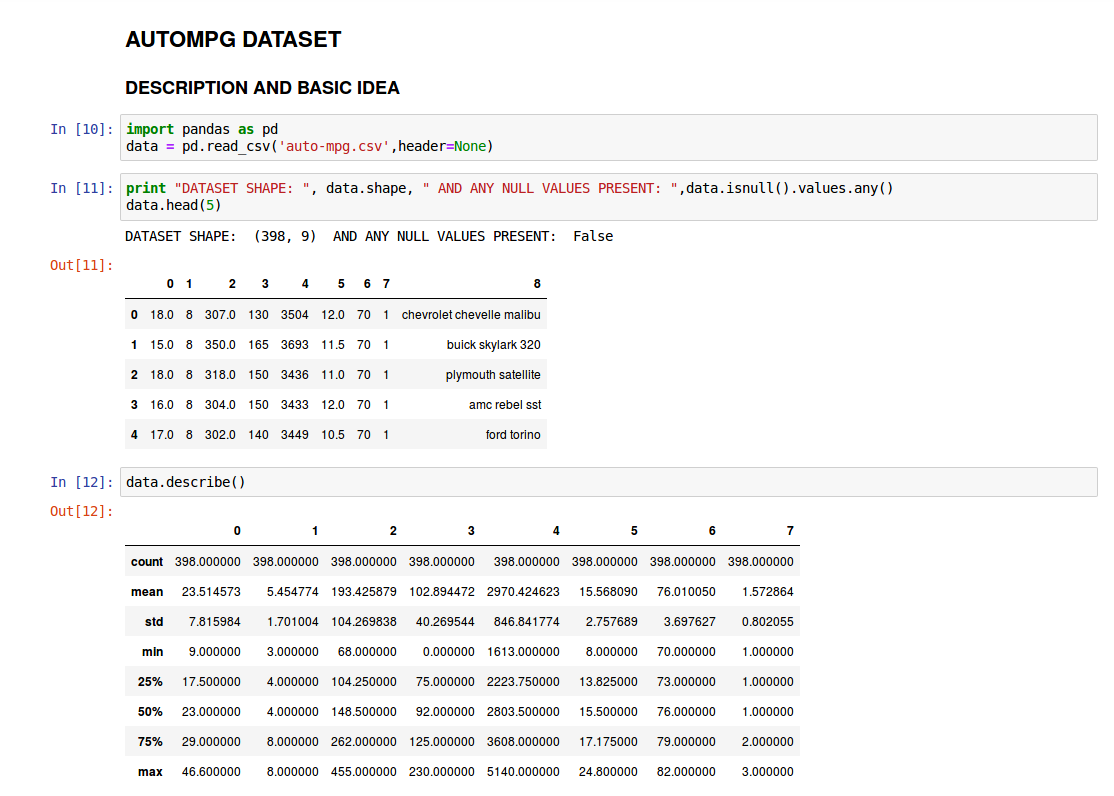 AUTOMPG DATASET
DESCRIPTION AND BASIC IDEA
In [10]: import pandas as pd
data = pd.read_csv('auto-mpg.csv',header=None)
In [11]: print "DATASET SHAPE: ", data.shape, " AND ANY NULL VALUES PRESENT: ",data.isnull().values.any()
data.head(5)
DATASET SHAPE:  (398, 9)  AND ANY NULL VALUES PRESENT:  False
Out[11]:
0 1 2 3 4 5 6 7 8
0 18.0 8 307.0 130 3504 12.0 70 1 chevrolet chevelle malibu
1 15.0 8 350.0 165 3693 11.5 70 1 buick skylark 320
2 18.0 8 318.0 150 3436 11.0 70 1 plymouth satellite
3 16.0 8 304.0 150 3433 12.0 70 1 amc rebel sst
4 17.0 8 302.0 140 3449 10.5 70 1 ford torino
In [12]: data.describe()
Out[12]:
0 1 2 3 4 5 6 7
count 398.000000 398.000000 398.000000 398.000000 398.000000 398.000000 398.000000 398.000000
mean 23.514573 5.454774 193.425879 102.894472 2970.424623 15.568090 76.010050 1.572864
std 7.815984 1.701004 104.269838 40.269544 846.841774 2.757689 3.697627 0.802055
min 9.000000 3.000000 68.000000 0.000000 1613.000000 8.000000 70.000000 1.000000
25% 17.500000 4.000000 104.250000 75.000000 2223.750000 13.825000 73.000000 1.000000
50% 23.000000 4.000000 148.500000 92.000000 2803.500000 15.500000 76.000000 1.000000
75% 29.000000 8.000000 262.000000 125.000000 3608.000000 17.175000 79.000000 2.000000
max 46.600000 8.000000 455.000000 230.000000 5140.000000 24.800000 82.000000 3.000000